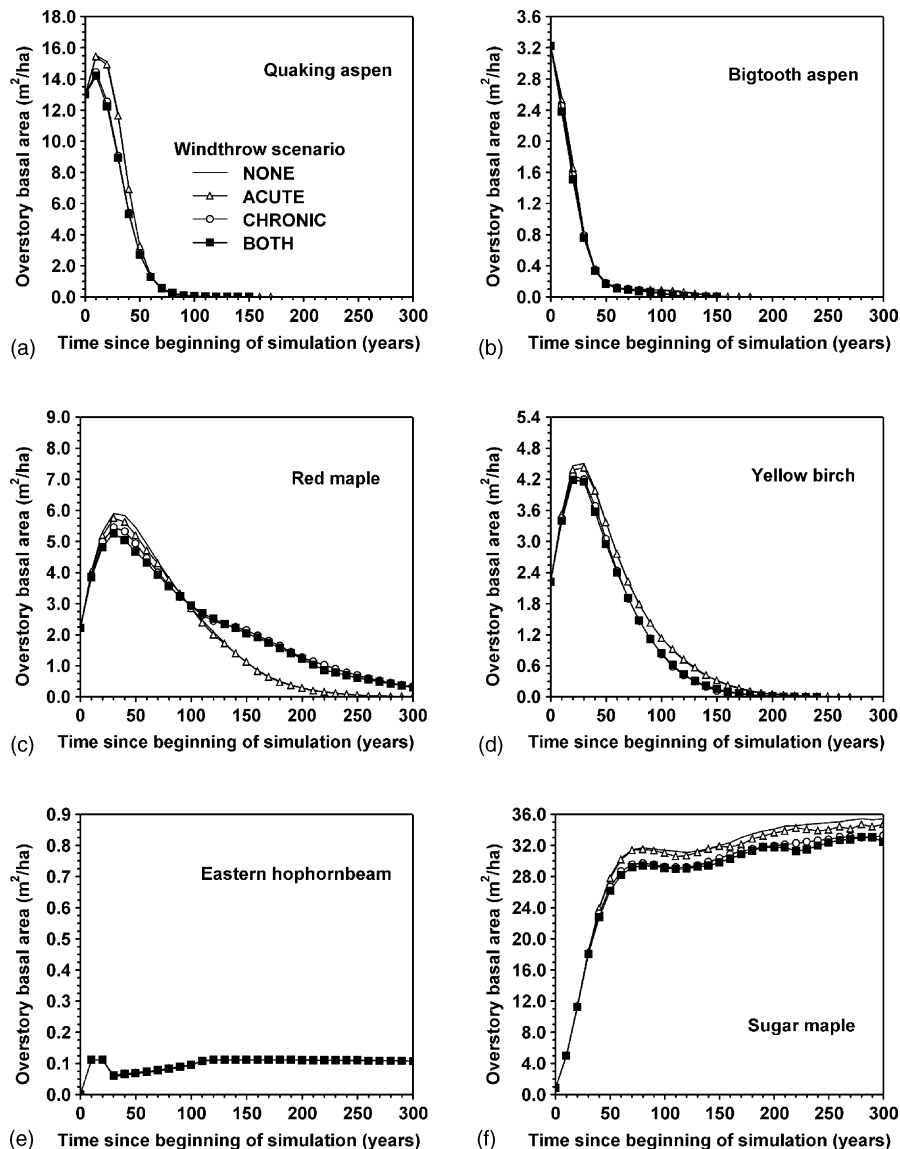 18.0
16.0
14.0
12.0
10.0
8.0
6.0
4.0
2.0
0.0
Overstory basal area (m²/ha)
Quaking aspen
Windthrow scenario
NONE
ACUTE
CHRONIC
BOTH
0 50 100 150 200 250 300
(a) Time since beginning of simulation (years)
3.6
3.2
2.8
2.4
2.0
1.6
1.2
0.8
0.4
0.0
Overstory basal area (m²/ha)
Bigtooth aspen
0 50 100 150 200 250 300
(b) Time since beginning of simulation (years)
9.0
8.0
7.0
6.0
5.0
4.0
3.0
2.0
1.0
0.0
Overstory basal area (m²/ha)
Red maple
0 50 100 150 200 250 300
(c) Time since beginning of simulation (years)
5.4
4.8
4.2
3.6
3.0
2.4
1.8
1.2
0.6
0.0
Overstory basal area (m²/ha)
Yellow birch
0 50 100 150 200 250 300
(d) Time since beginning of simulation (years)
0.9
0.8
0.7
0.6
0.5
0.4
0.3
0.2
0.1
0.0
Overstory basal area (m²/ha)
Eastern hophornbeam
0 50 100 150 200 250 300
(e) Time since beginning of simulation (years)
36.0
32.0
28.0
24.0
20.0
16.0
12.0
8.0
4.0
0.0
Overstory basal area (m²/ha)
Sugar maple
0 50 100 150 200 250 300
(f) Time since beginning of simulation (years)